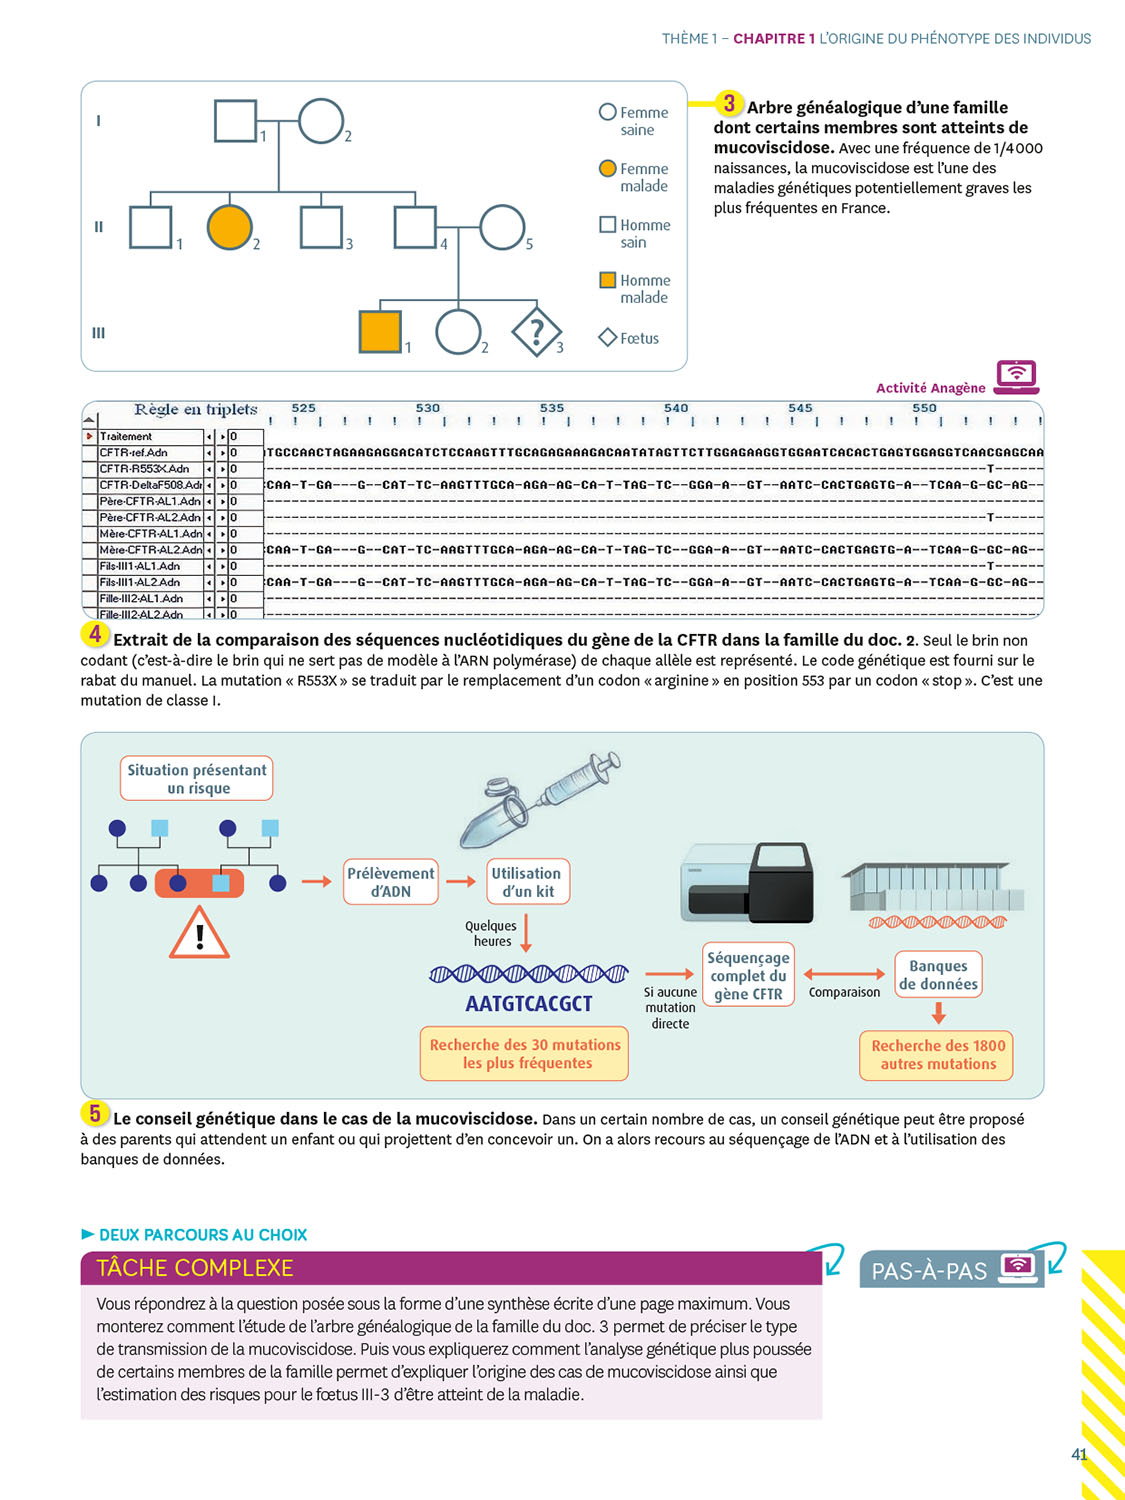 THÈME 1 – CHAPITRE 1 L'ORIGINE DU PHÉNOTYPE DES INDIVIDUS
I
1
2
II
1
2
3
4
5
III
1
2
?
3
Femme
saine
Femme
malade
Homme
sain
Homme
malade
Fœtus
3 Arbre généalogique d'une famille
dont certains membres sont atteints de
mucoviscidose. Avec une fréquence de 1/4 000
naissances, la mucoviscidose est l'une des
maladies génétiques potentiellement graves les
plus fréquentes en France.
Activité Anagène
Règle en triplets 525 530 535 540 545 550
Traitement 0
CFTR-ref.Adn 0 TGCCAACTAGAAGAGGACATCTCCAAGTTTGCAGAGAAAGACAATATAGTTCTTGGAGAAGGTGGAATCACACTGAGTGGAGGTCAACGAGCAA
CFTR-R553X.Adn 0 T
CFTR-DeltaF508.Adn 0 CAA-T-GA---G--CAT-TC-AAGTTTGCA-AGA-AG-CA-T-TAG-TC--GGA-A--GT--AATC-CACTGAGTG-A--TCAA-G-GC-AG--
Père-CFTR-AL1.Adn 0
Père-CFTR-AL2.Adn 0 T
Mère-CFTR-AL1.Adn 0
Mère-CFTR-AL2.Adn 0 CAA-T-GA---G--CAT-TC-AAGTTTGCA-AGA-AG-CA-T-TAG-TC--GGA-A--GT--AATC-CACTGAGTG-A--TCAA-G-GC-AG--
Fils-III1-AL1.Adn 0 T
Fils-III1-AL2.Adn 0 CAA-T-GA---G--CAT-TC-AAGTTTGCA-AGA-AG-CA-T-TAG-TC--GGA-A--GT--AATC-CACTGAGTG-A--TCAA-G-GC-AG--
Fille-III2-AL1.Adn 0
Fille-III2-AL2.Adn 0
4 Extrait de la comparaison des séquences nucléotidiques du gène de la CFTR dans la famille du doc. 2. Seul le brin non
codant (c'est-à-dire le brin qui ne sert pas de modèle à l'ARN polymérase) de chaque allèle est représenté. Le code génétique est fourni sur le
rabat du manuel. La mutation « R553X » se traduit par le remplacement d'un codon « arginine » en position 553 par un codon « stop ». C'est une
mutation de classe I.
Situation présentant
un risque
!
Prélèvement
d'ADN
Utilisation
d'un kit
Quelques
heures
AATGTCACGCT
Recherche des 30 mutations
les plus fréquentes
Si aucune
mutation
directe
Séquençage
complet du
gène CFTR
Comparaison
Banques
de données
Recherche des 1800
autres mutations
5 Le conseil génétique dans le cas de la mucoviscidose. Dans un certain nombre de cas, un conseil génétique peut être proposé
à des parents qui attendent un enfant ou qui projettent d'en concevoir un. On a alors recours au séquençage de l'ADN et à l'utilisation des
banques de données.
DEUX PARCOURS AU CHOIX
TÂCHE COMPLEXE
Vous répondrez à la question posée sous la forme d'une synthèse écrite d'une page maximum. Vous
monterez comment l'étude de l'arbre généalogique de la famille du doc. 3 permet de préciser le type
de transmission de la mucoviscidose. Puis vous expliquerez comment l'analyse génétique plus poussée
de certains membres de la famille permet d'expliquer l'origine des cas de mucoviscidose ainsi que
l'estimation des risques pour le fœtus III-3 d'être atteint de la maladie.
PAS-À-PAS
41